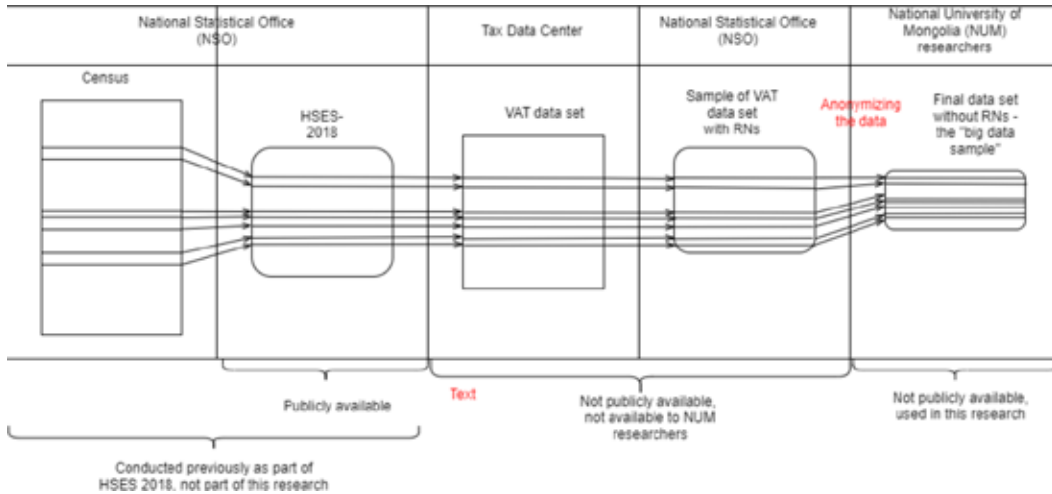 National Statistical Office
(NSO)
Tax Data Center
National Statistical Office
(NSO)
National University of
Mongolia (NUM)
researchers
Census
HSES-
2018
VAT data set
Sample of VAT
data set
with RNs
Anonymizing
the data
Final data set
without RNs -
the "big data
sample"
Publicly available
Text
Not publicly available,
not available to NUM
researchers
Not publicly available,
used in this research
Conducted previously as part of
HSES 2018, not part of this research